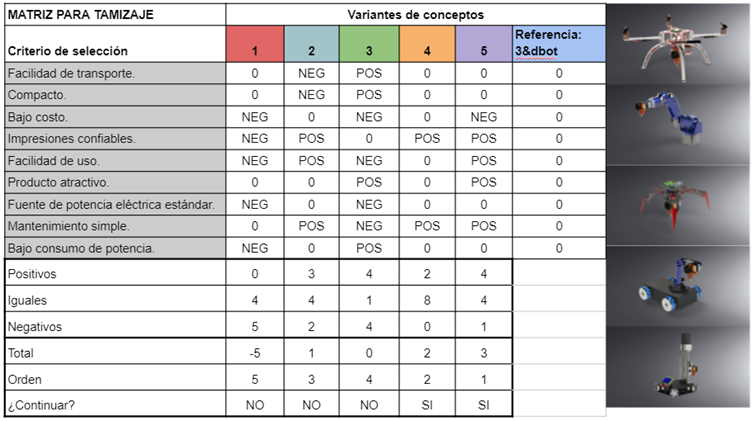 MATRIZ PARA TAMIZAJE Variantes de conceptos
Criterio de selección 1 2 3 4 5 Referencia: 3&dbot
Facilidad de transporte. 0 NEG POS 0 0 0
Compacto. 0 NEG POS 0 0 0
Bajo costo. NEG 0 NEG 0 NEG 0
Impresiones confiables. NEG POS 0 POS POS 0
Facilidad de uso. NEG POS NEG 0 POS 0
Producto atractivo. 0 0 POS 0 POS 0
Fuente de potencia eléctrica estándar. NEG 0 NEG 0 0 0
Mantenimiento simple. 0 POS NEG POS POS 0
Bajo consumo de potencia. NEG 0 POS 0 0 0
Positivos 0 3 4 2 4
Iguales 4 4 1 8 4
Negativos 5 2 4 0 1
Total -5 1 0 2 3
Orden 5 3 4 2 1
¿Continuar? NO NO NO SI SI